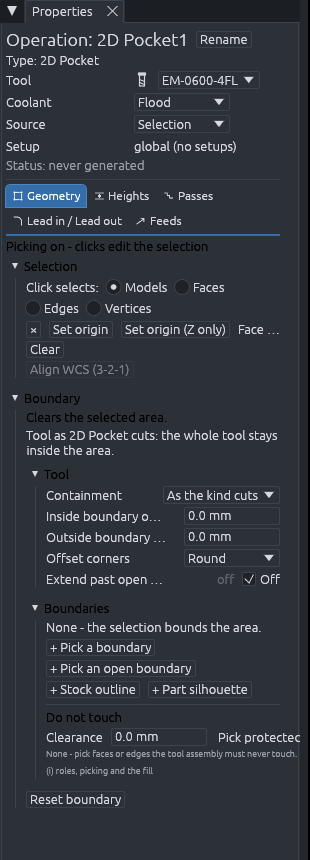 Properties
Operation: 2D Pocket1 Rename
Type: 2D Pocket
Tool EM-0600-4FL
Coolant Flood
Source Selection
Setup global (no setups)
Status: never generated
Geometry Heights Passes
Lead in / Lead out Feeds
Picking on - clicks edit the selection
Selection
Click selects: Models Faces
Edges Vertices
× Set origin Set origin (Z only) Face ...
Clear
Align WCS (3-2-1)
Boundary
Clears the selected area.
Tool as 2D Pocket cuts: the whole tool stays
inside the area.
Tool
Containment As the kind cuts
Inside boundary o... 0.0 mm
Outside boundary ... 0.0 mm
Offset corners Round
Extend past open ... off Off
Boundaries
None - the selection bounds the area.
+ Pick a boundary
+ Pick an open boundary
+ Stock outline + Part silhouette
Do not touch
Clearance 0.0 mm Pick protected
None - pick faces or edges the tool assembly must never touch.
(i) roles, picking and the fill
Reset boundary